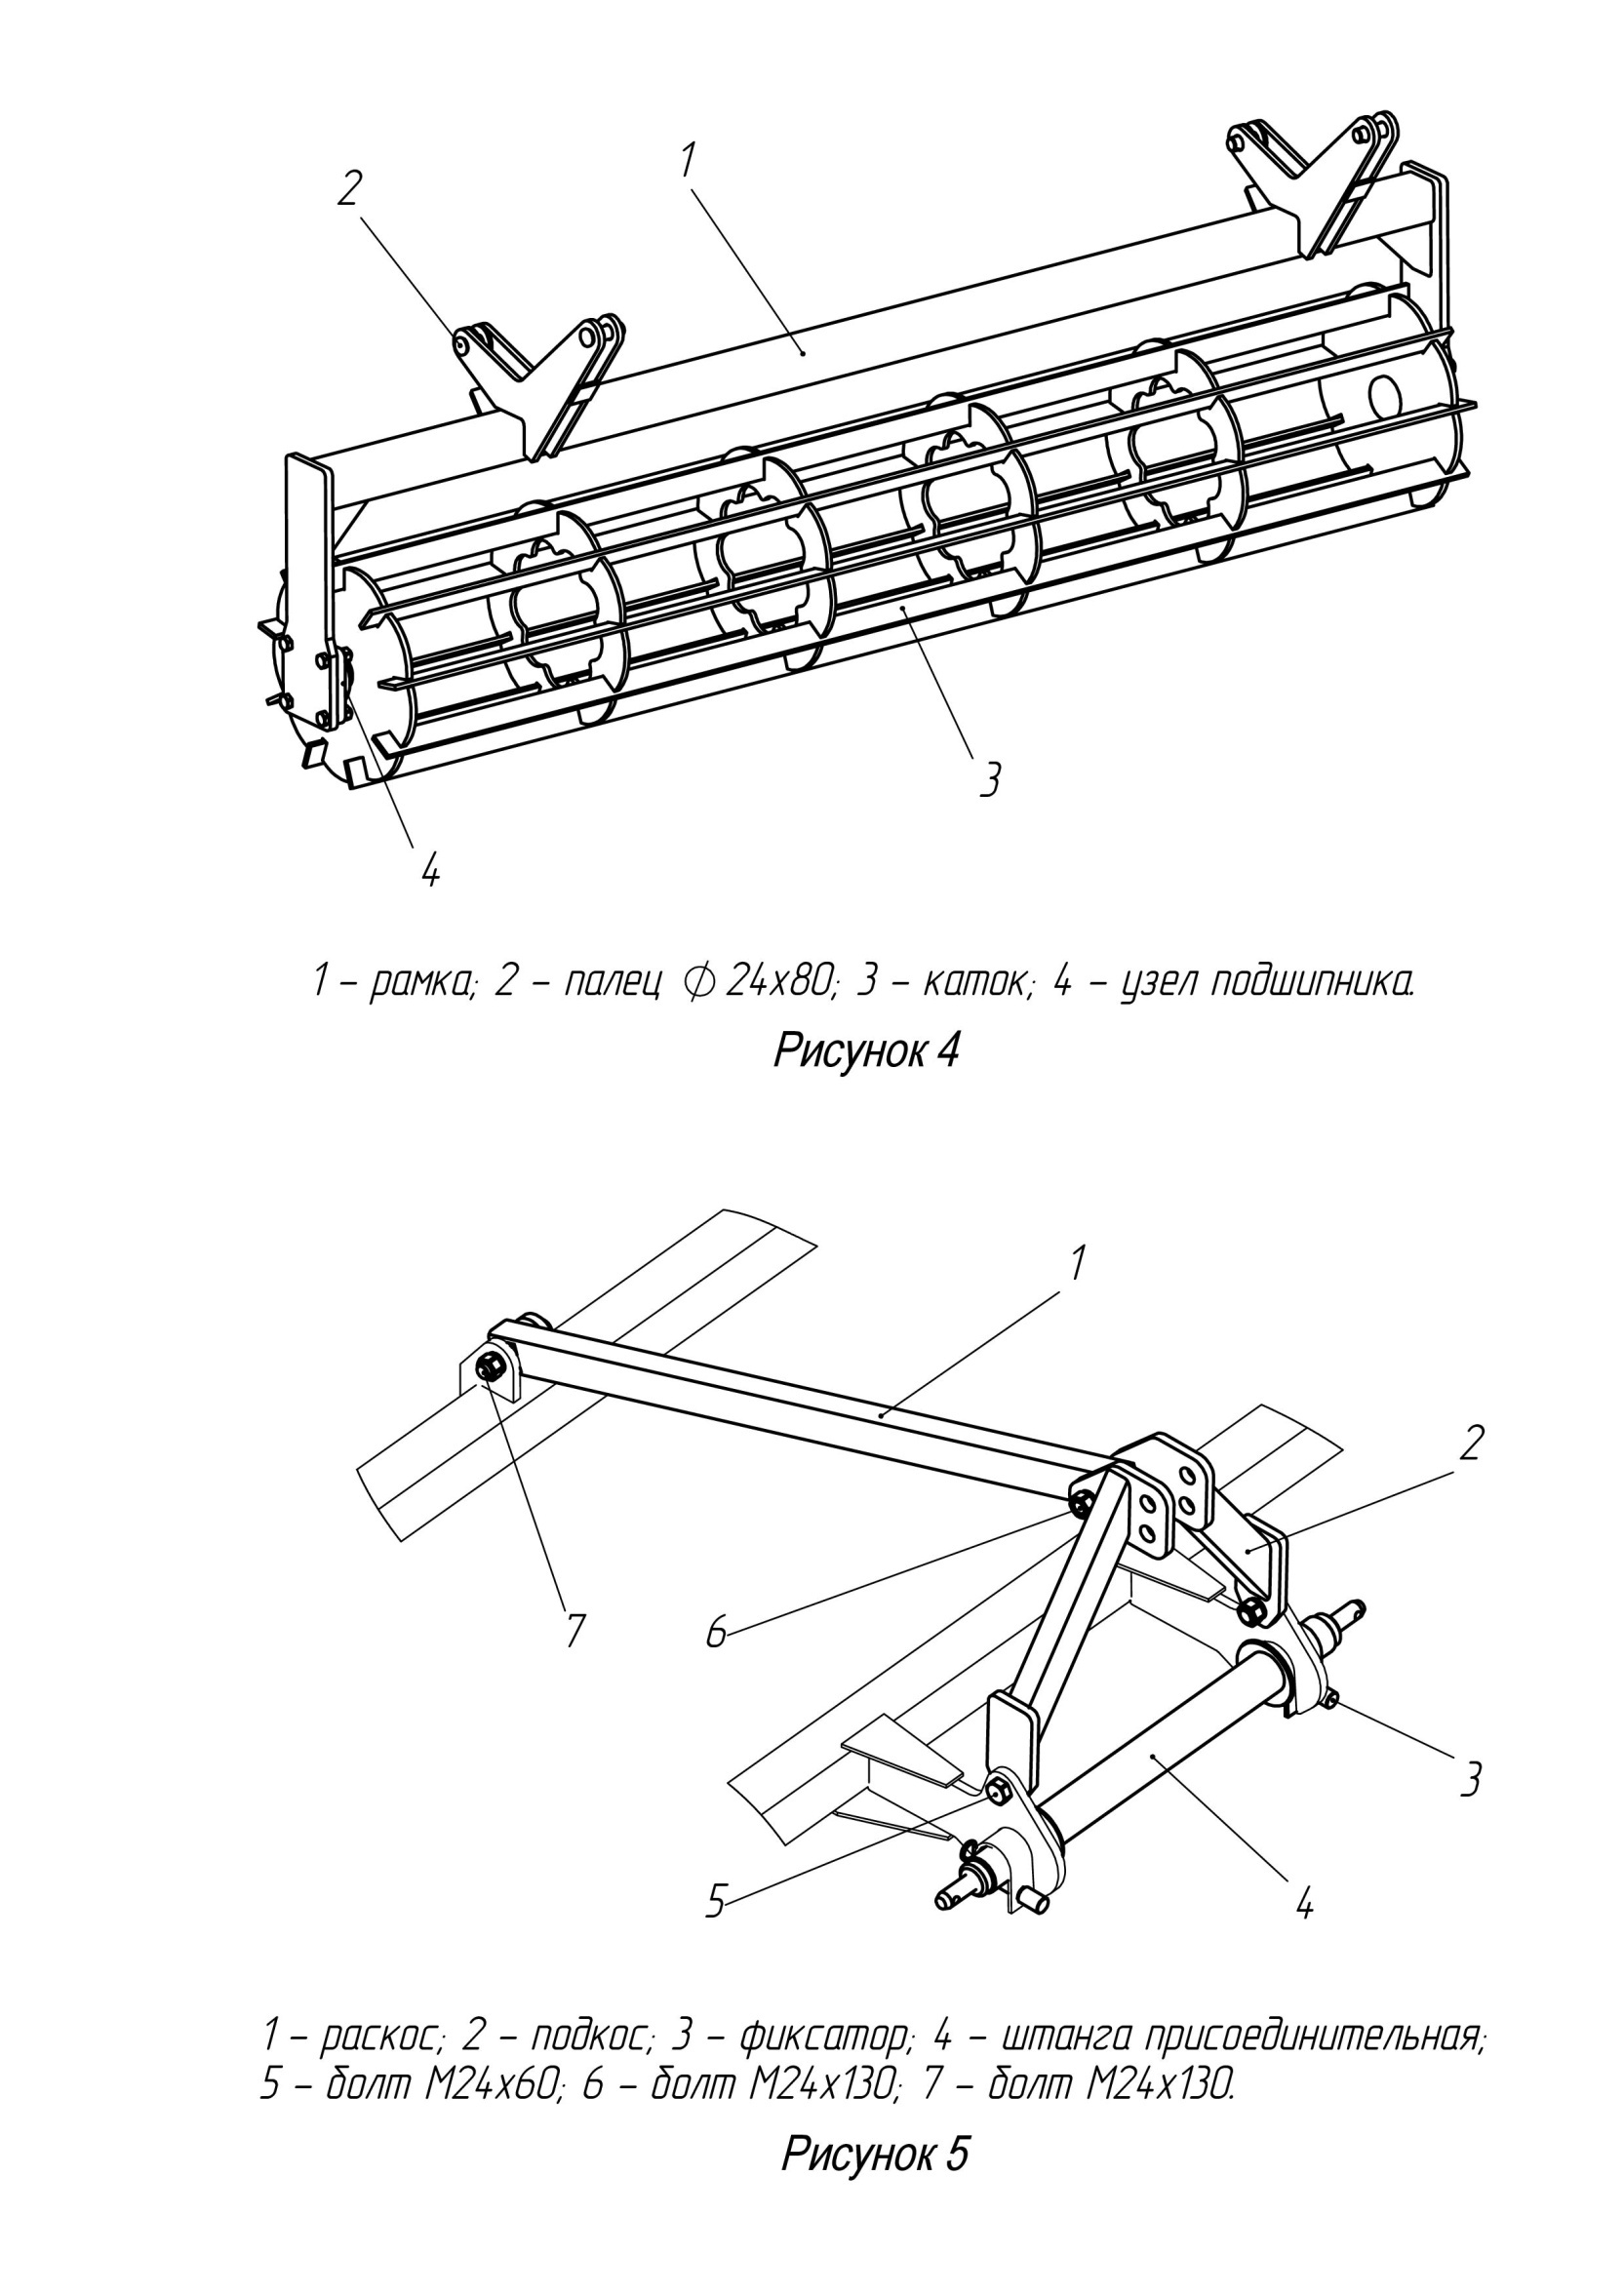 1
2
3
4
1 – рамка; 2 – палец ⌀ 24х80; 3 – каток; 4 – узел подшипника.
Рисунок 4
1
2
7
6
3
5
4
1 – раскос; 2 – подкос; 3 – фиксатор; 4 – штанга присоединительная;
5 – болт М24х60; 6 – болт М24х130; 7 – болт М24х130.
Рисунок 5